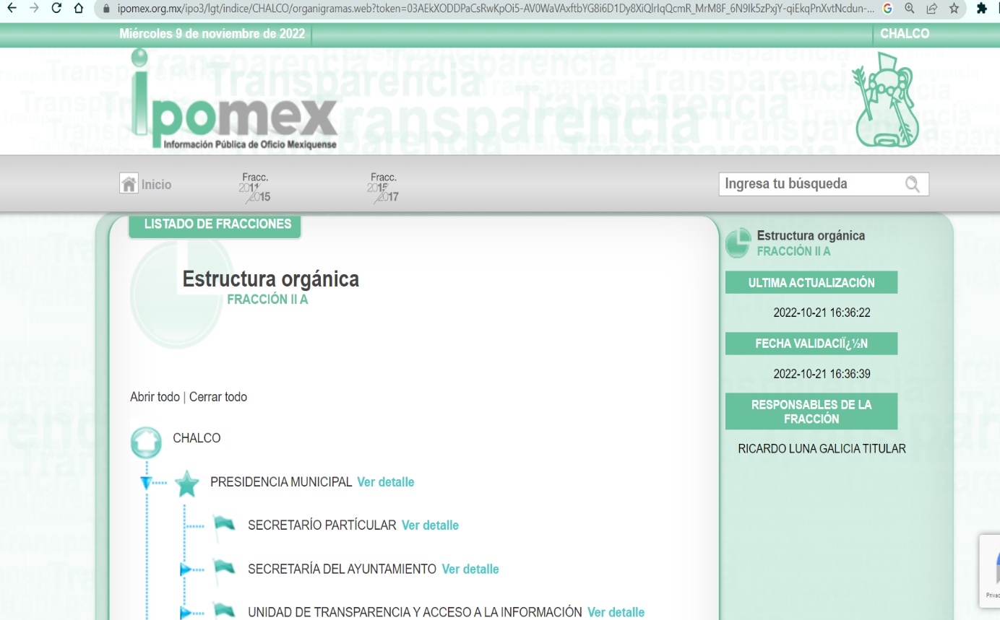 ipomex.org.mx/ipo3/lgt/indice/CHALCO/organigramas.web?token=03AEkXODDPaCsRwKpOi5-AV0WaVAxftbYG8i6D1Dy8XiQlrIqQcmR_MrM8F_6N9Ik5zPxjY-qiEkqPnXvtNcdun-...
Miércoles 9 de noviembre de 2022
CHALCO
ipomex
Información Pública de Oficio Mexiquense
Transparencia
Inicio
Fracc.
2011/2015
Fracc.
2015/2017
Ingresa tu búsqueda
LISTADO DE FRACCIONES
Estructura orgánica
FRACCIÓN II A
Abrir todo | Cerrar todo
CHALCO
PRESIDENCIA MUNICIPAL Ver detalle
SECRETARÍO PARTÍCULAR Ver detalle
SECRETARÍA DEL AYUNTAMIENTO Ver detalle
UNIDAD DE TRANSPARENCIA Y ACCESO A LA INFORMACIÓN Ver detalle
Estructura orgánica
FRACCIÓN II A
ULTIMA ACTUALIZACIÓN
2022-10-21 16:36:22
FECHA VALIDACIÏ¿½N
2022-10-21 16:36:39
RESPONSABLES DE LA
FRACCIÓN
RICARDO LUNA GALICIA TITULAR